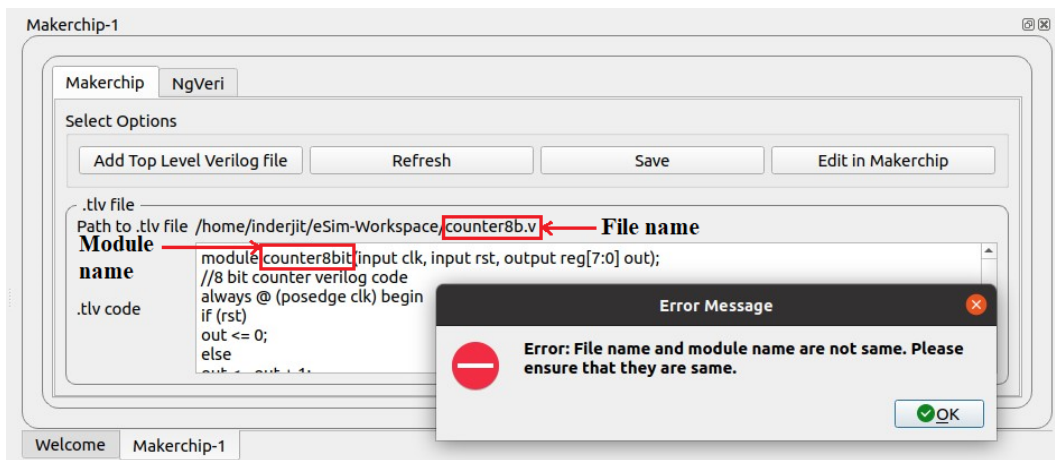 Makerchip-1
Makerchip NgVeri
Select Options
Add Top Level Verilog file Refresh Save Edit in Makerchip
.tlv file
Path to .tlv file /home/inderjit/eSim-Workspace/counter8b.v File name
Module name
module counter8bit(input clk, input rst, output reg[7:0] out);
//8 bit counter verilog code
.tlv code
always @ (posedge clk) begin
if (rst)
out <= 0;
else
out <= out + 1;
Error Message
Error: File name and module name are not same. Please
ensure that they are same.
OK
Welcome Makerchip-1